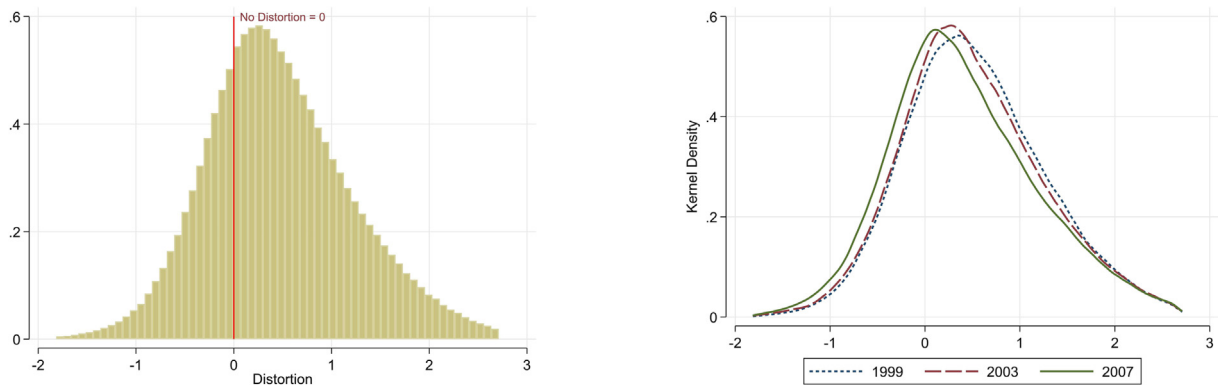 No Distortion = 0
.6
.4
.2
0
-2 -1 0 1 2 3
Distortion
.6
.4
.2
0
Kernel Density
-2 -1 0 1 2 3
1999 2003 2007